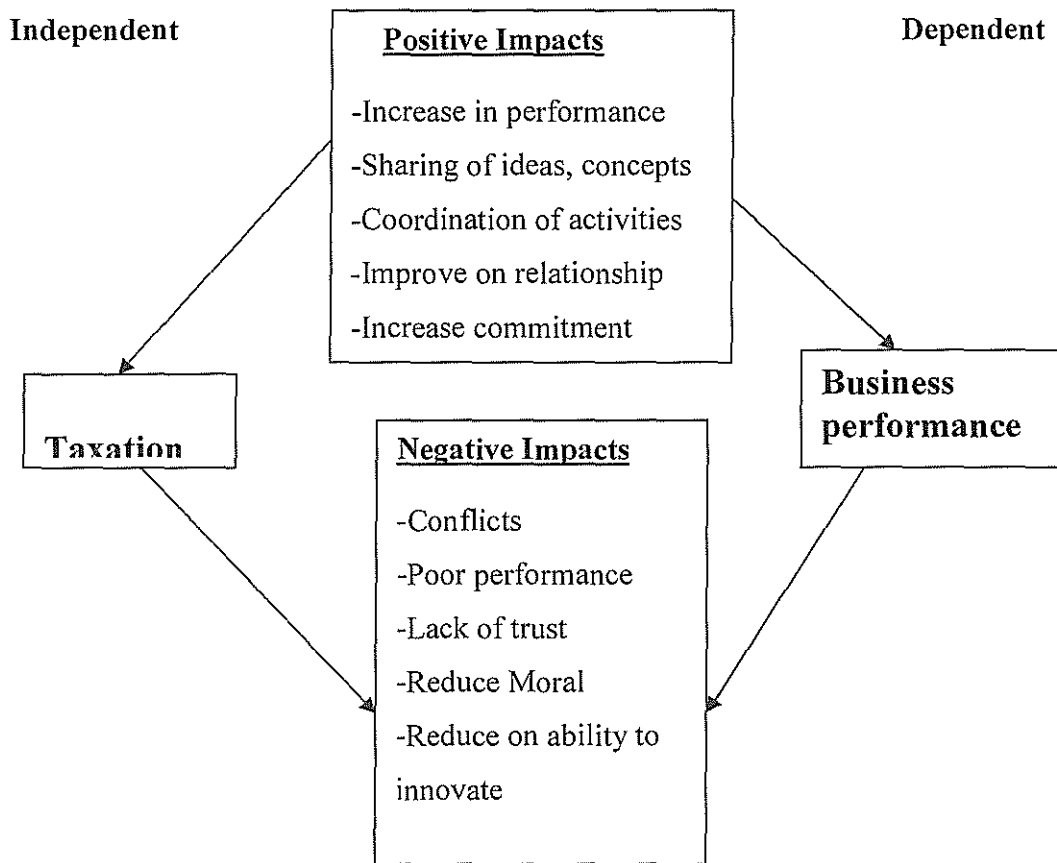 Independent
Positive Impacts
Dependent
-Increase in performance
-Sharing of ideas, concepts
-Coordination of activities
-Improve on relationship
-Increase commitment
Taxation
Business
performance
Negative Impacts
-Conflicts
-Poor performance
-Lack of trust
-Reduce Moral
-Reduce on ability to
innovate